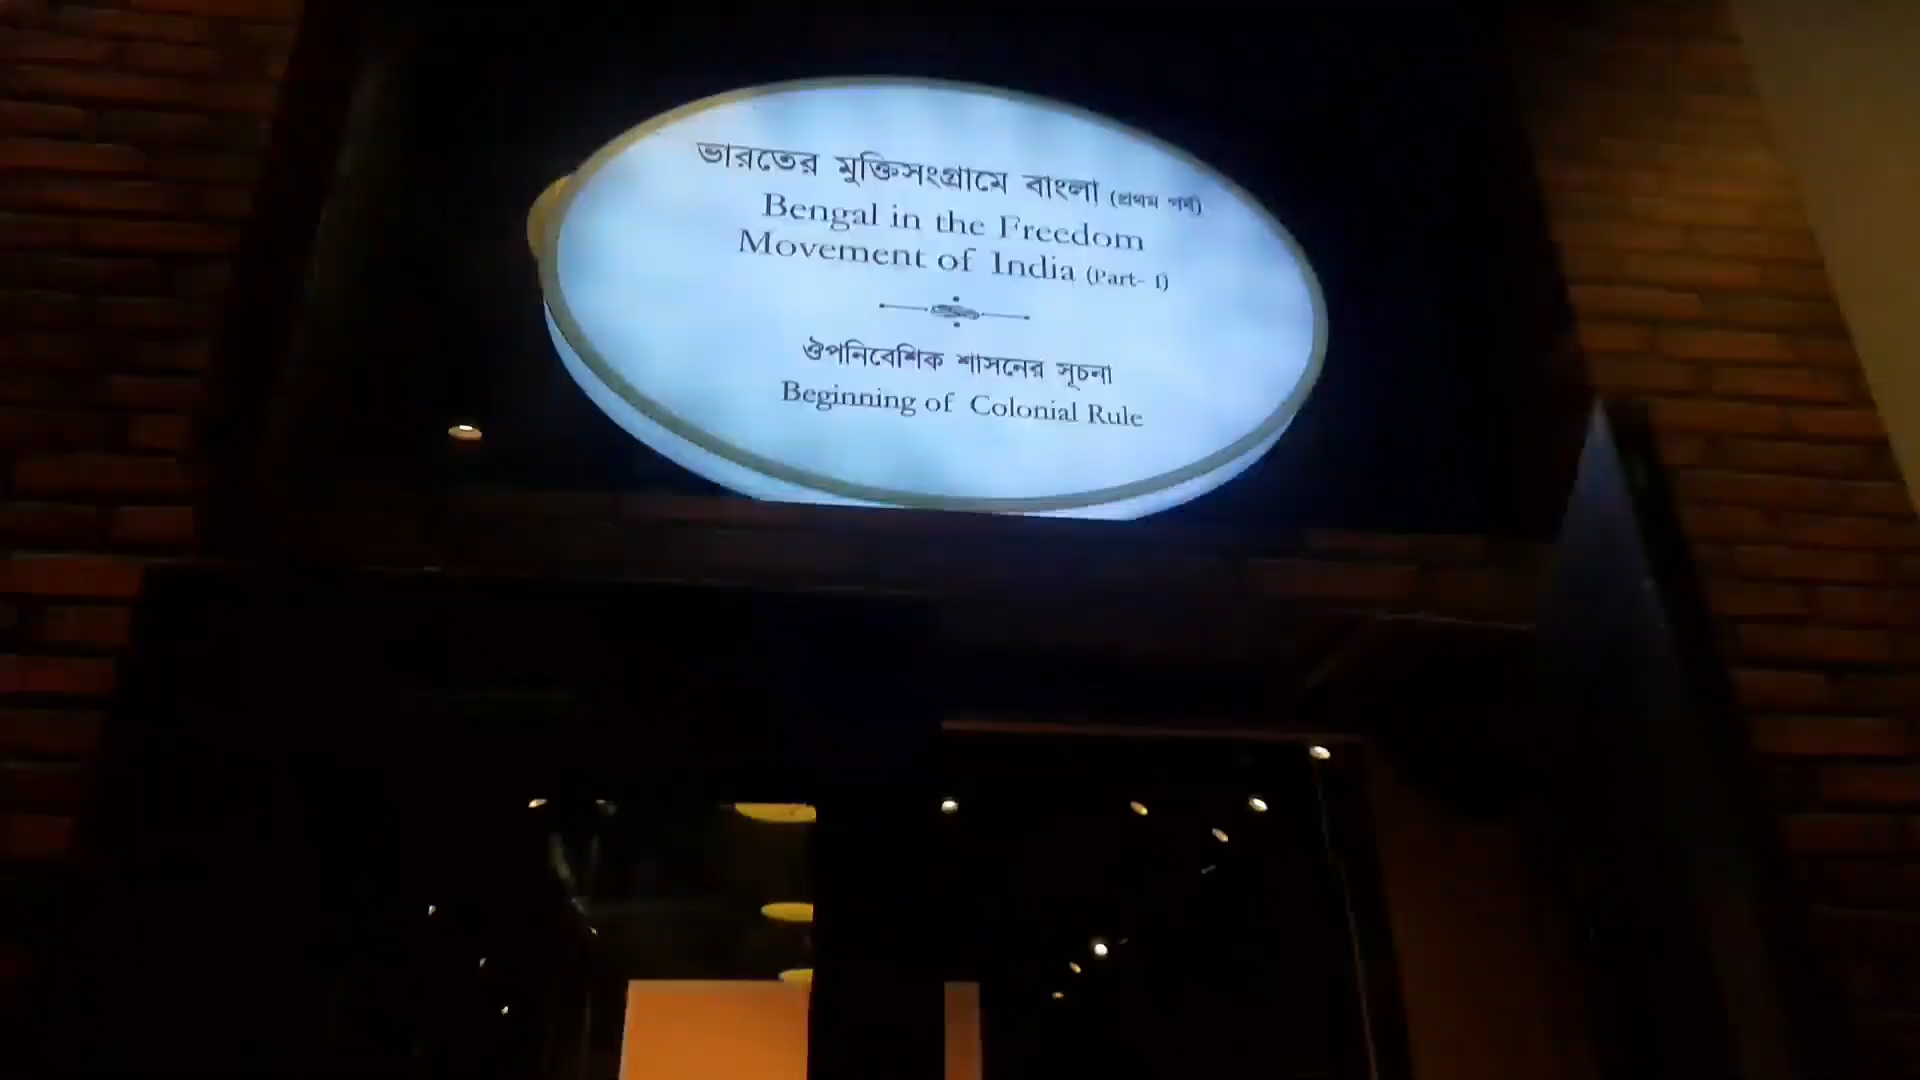 ভারতের মুক্তিসংগ্রামে বাংলা (প্রথম পর্ব)
Bengal in the Freedom
Movement of India (Part- I)
ঔপনিবেশিক শাসনের সূচনা
Beginning of Colonial Rule